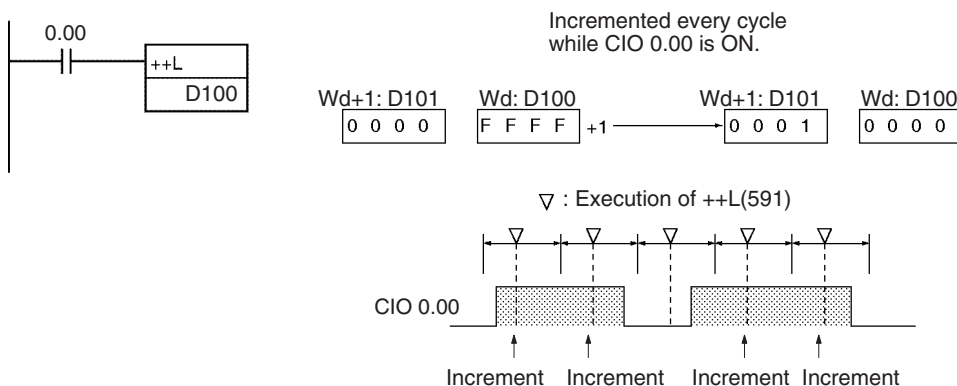 0.00
++L
D100
Incremented every cycle
while CIO 0.00 is ON.
Wd+1: D101 Wd: D100 Wd+1: D101 Wd: D100
0 0 0 0 F F F F +1 0 0 0 1 0 0 0 0
: Execution of ++L(591)
CIO 0.00
Increment Increment Increment Increment